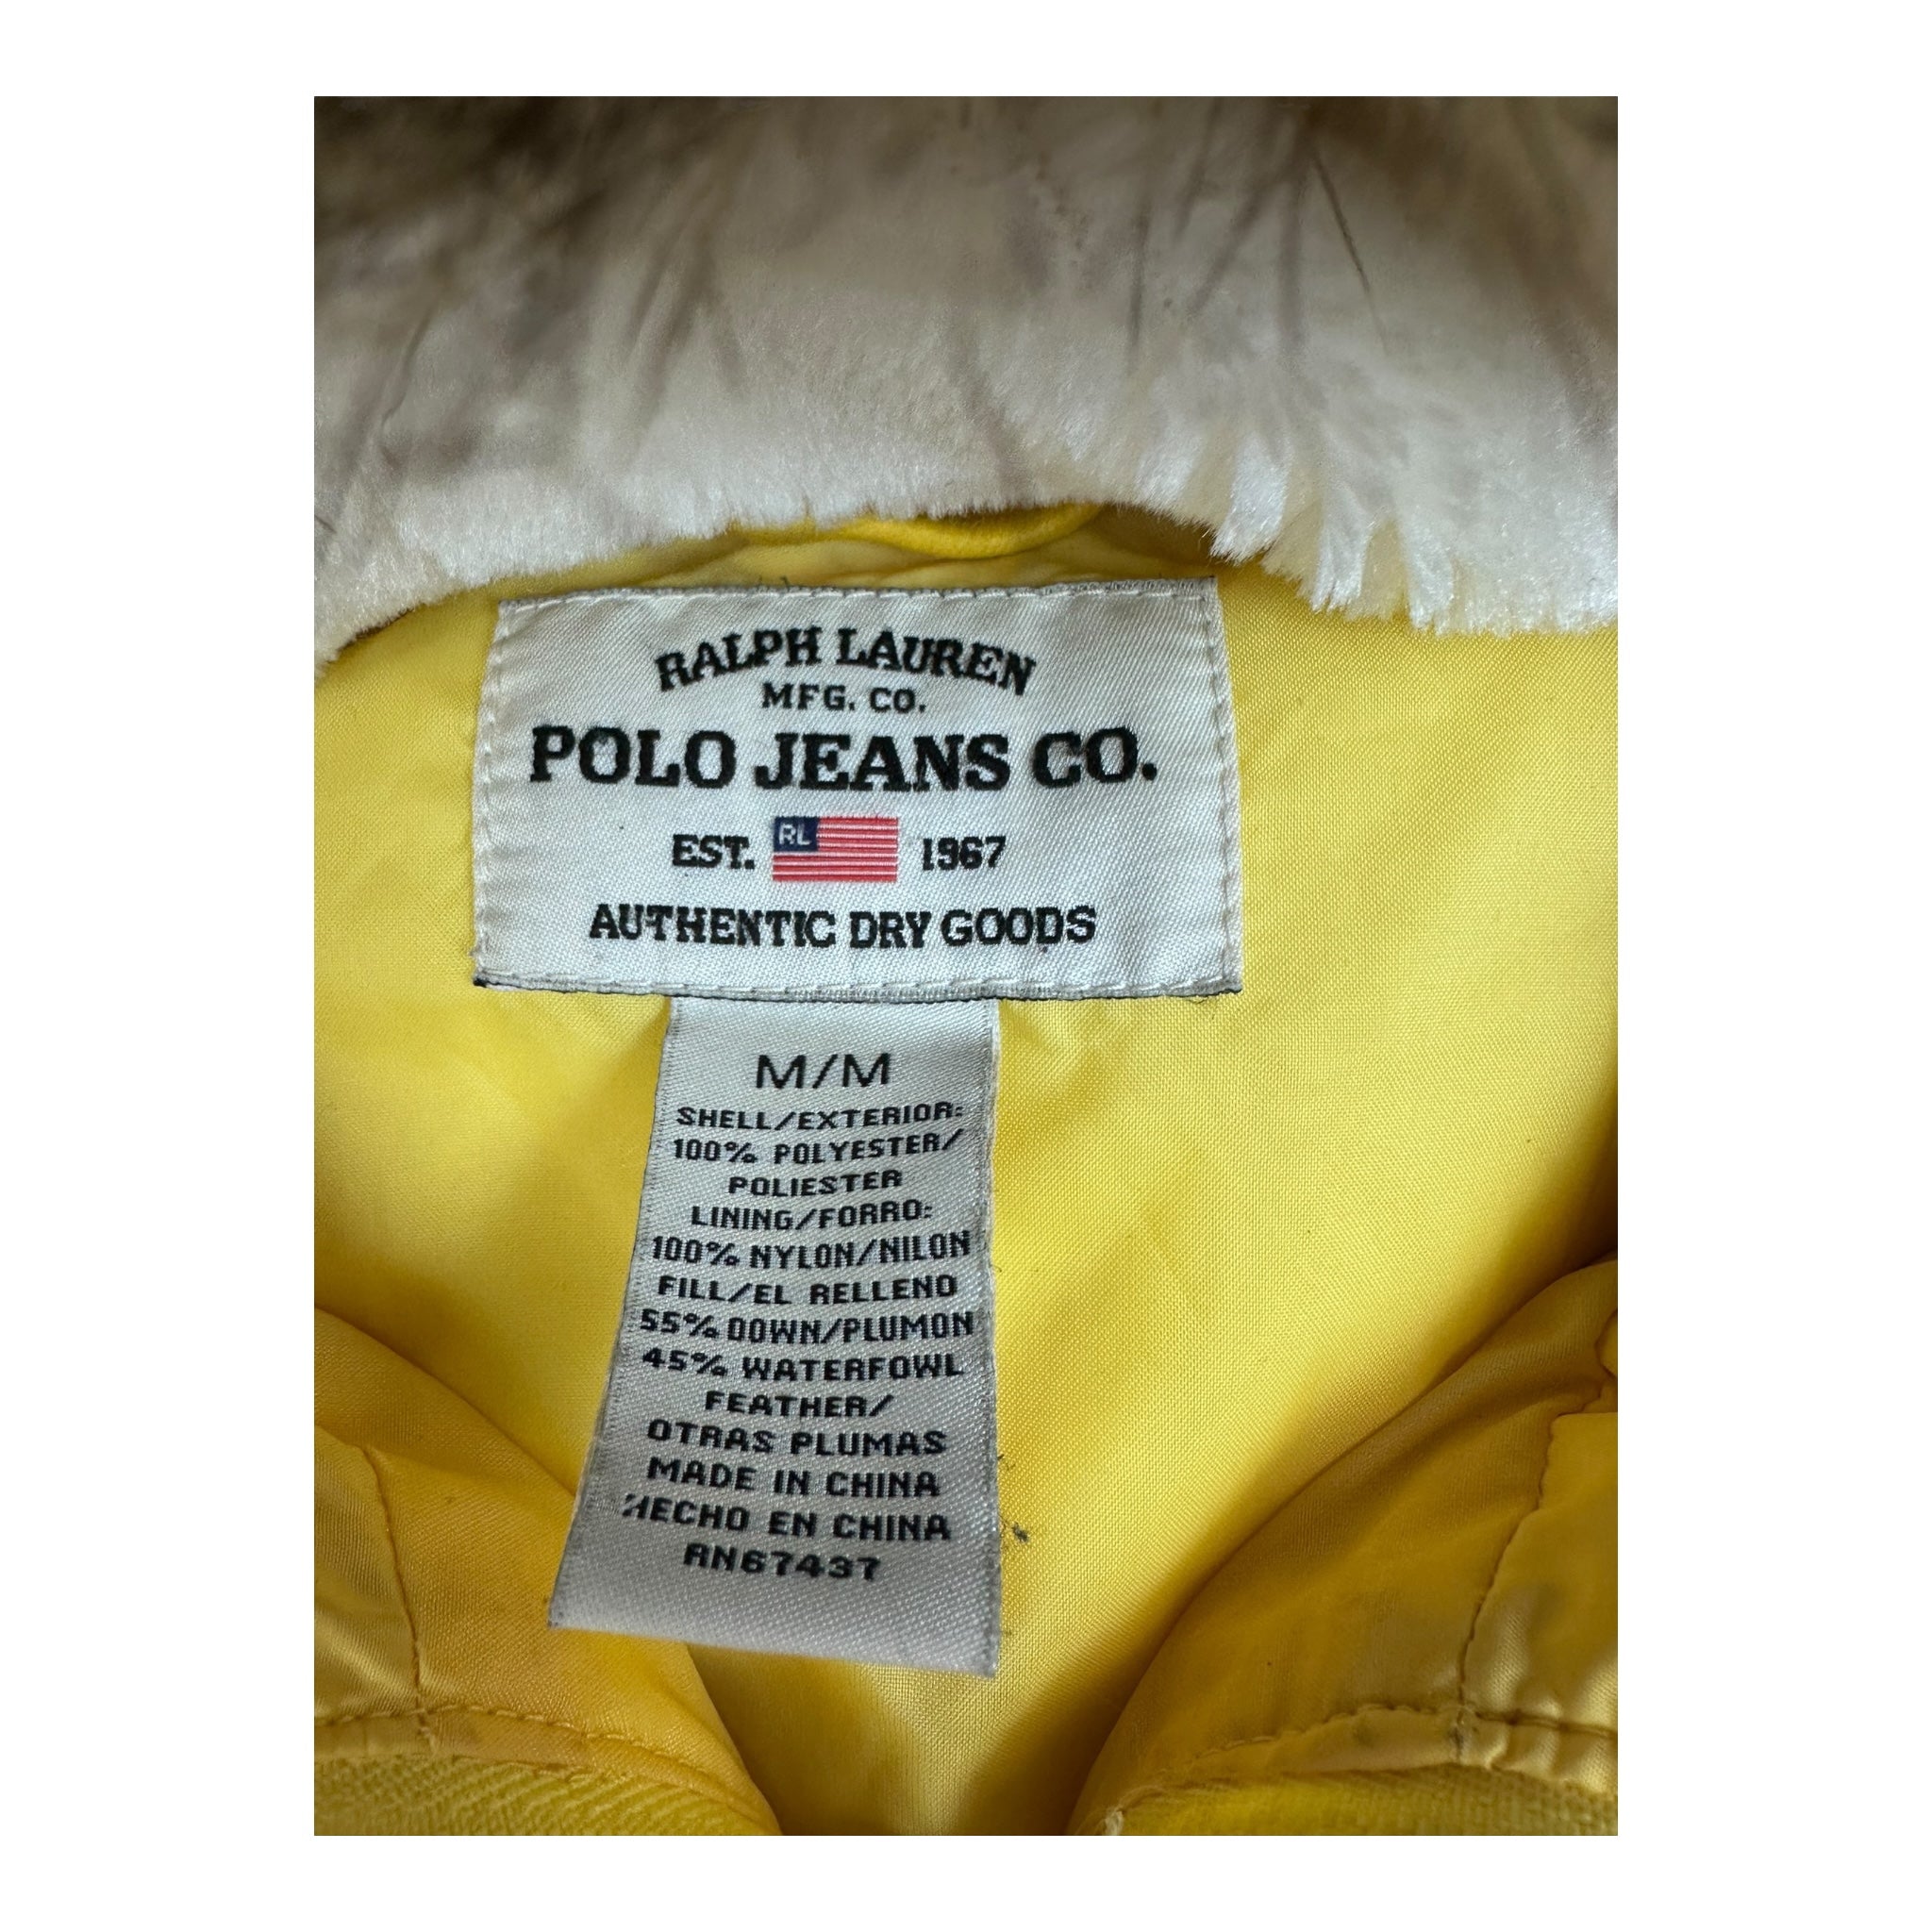 RALPH LAUREN
MFG. CO.
POLO JEANS CO.
EST. RL 1967
AUTHENTIC DRY GOODS
M/M
SHELL/EXTERIOR:
100% POLYESTER/
POLIESTER
LINING/FORRO:
100% NYLON/NILON
FILL/EL RELLENO
55% DOWN/PLUMON
45% WATERFOWL
FEATHER/
OTRAS PLUMAS
MADE IN CHINA
HECHO EN CHINA
RN67437